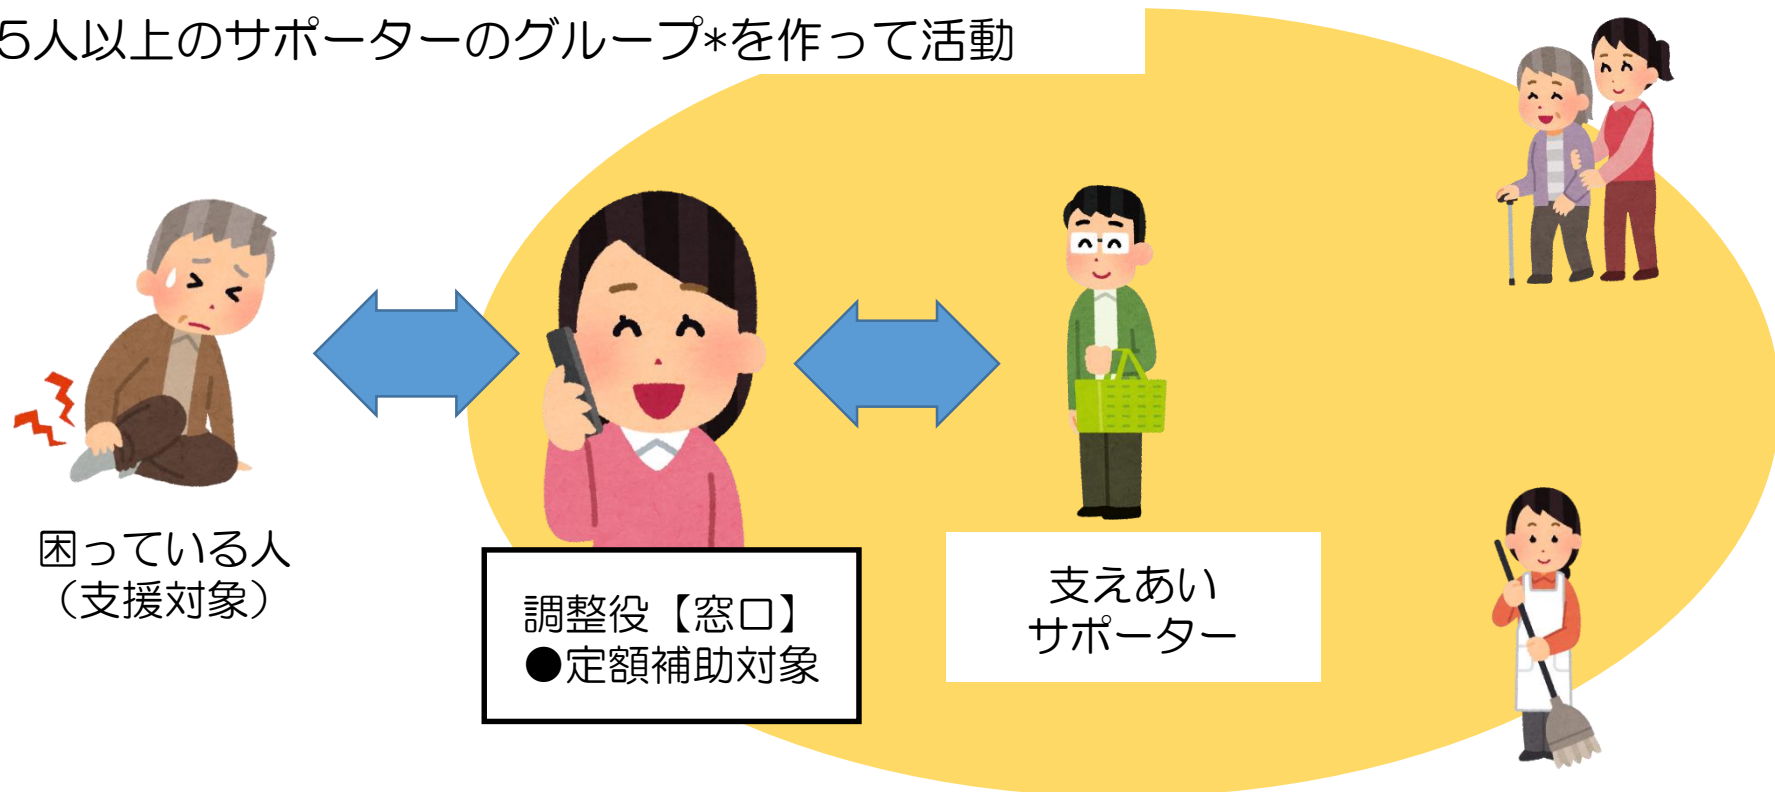 5人以上のサポーターのグループ*を作って活動
困っている人
（支援対象）
調整役【窓口】
●定額補助対象
支えあい
サポーター